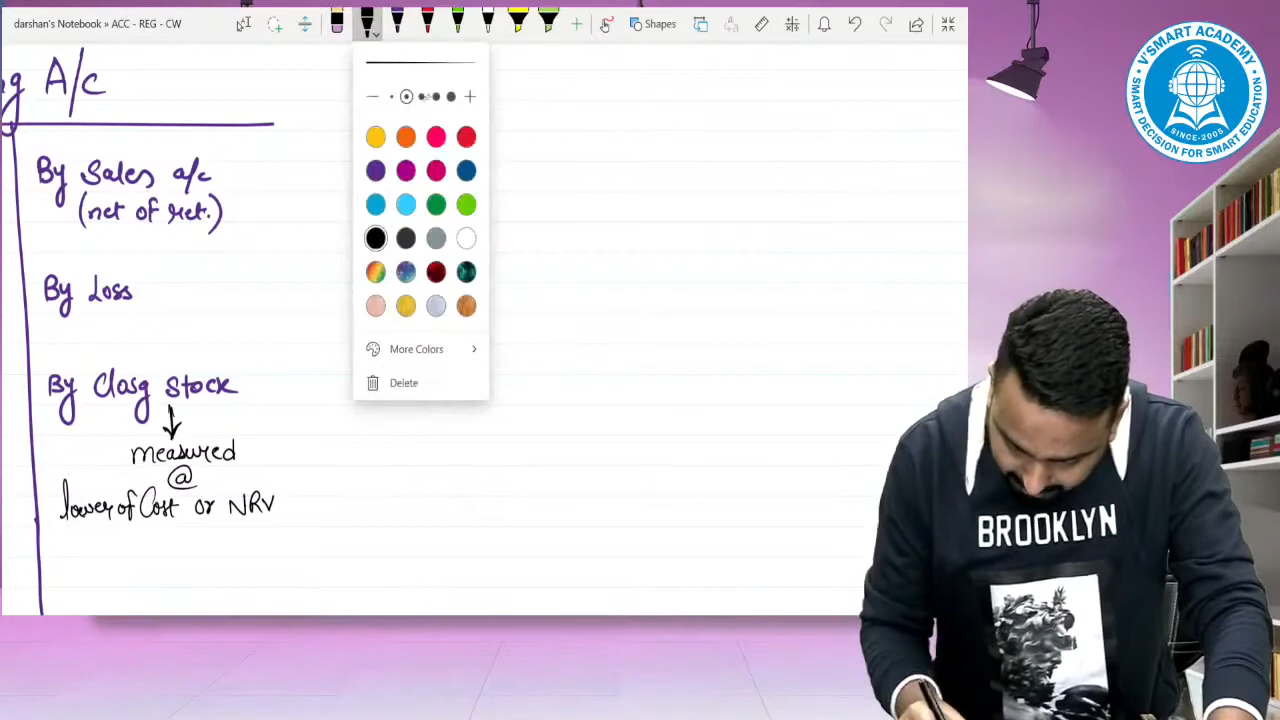 darshan's Notebook » ACC - REG - CW
Shapes
ng A/c
By Sales a/c
(net of ret.)
By Loss
By Closg Stock
measured
@
lower of Cost or NRV
More Colors
Delete
V'SMART ACADEMY
SINCE-2005
SMART DECISION FOR SMART EDUCATION
BROOKLYN